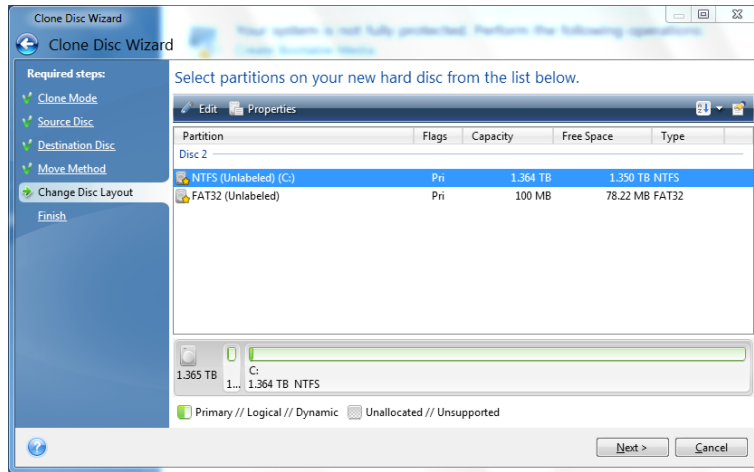 Clone Disc Wizard
Your system is not fully protected. Perform the following operations:
Create Bootable Media
Clone Disc Wizard
Required steps:
Clone Mode
Source Disc
Destination Disc
Move Method
Change Disc Layout
Finish
Select partitions on your new hard disc from the list below.
Edit Properties
Partition Flags Capacity Free Space Type
Disc 2
NTFS (Unlabeled) (C:) Pri 1.364 TB 1.350 TB NTFS
FAT32 (Unlabeled) Pri 100 MB 78.22 MB FAT32
1.365 TB
1...
C:
1.364 TB NTFS
Primary // Logical // Dynamic Unallocated // Unsupported
Next > Cancel